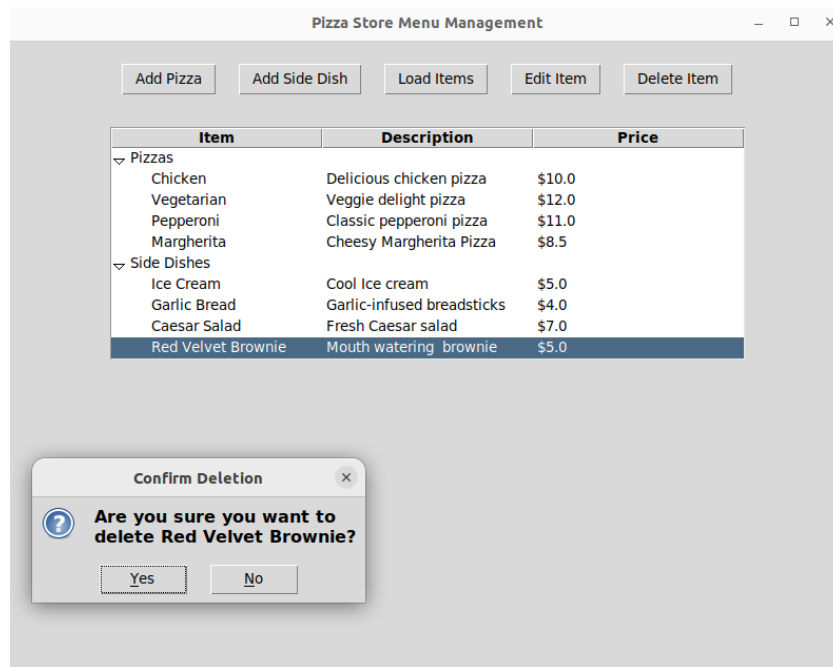 Pizza Store Menu Management
Add Pizza Add Side Dish Load Items Edit Item Delete Item
Item Description Price
Pizzas
Chicken Delicious chicken pizza $10.0
Vegetarian Veggie delight pizza $12.0
Pepperoni Classic pepperoni pizza $11.0
Margherita Cheesy Margherita Pizza $8.5
Side Dishes
Ice Cream Cool Ice cream $5.0
Garlic Bread Garlic-infused breadsticks $4.0
Caesar Salad Fresh Caesar salad $7.0
Red Velvet Brownie Mouth watering  brownie $5.0
Confirm Deletion
Are you sure you want to
delete Red Velvet Brownie?
Yes No